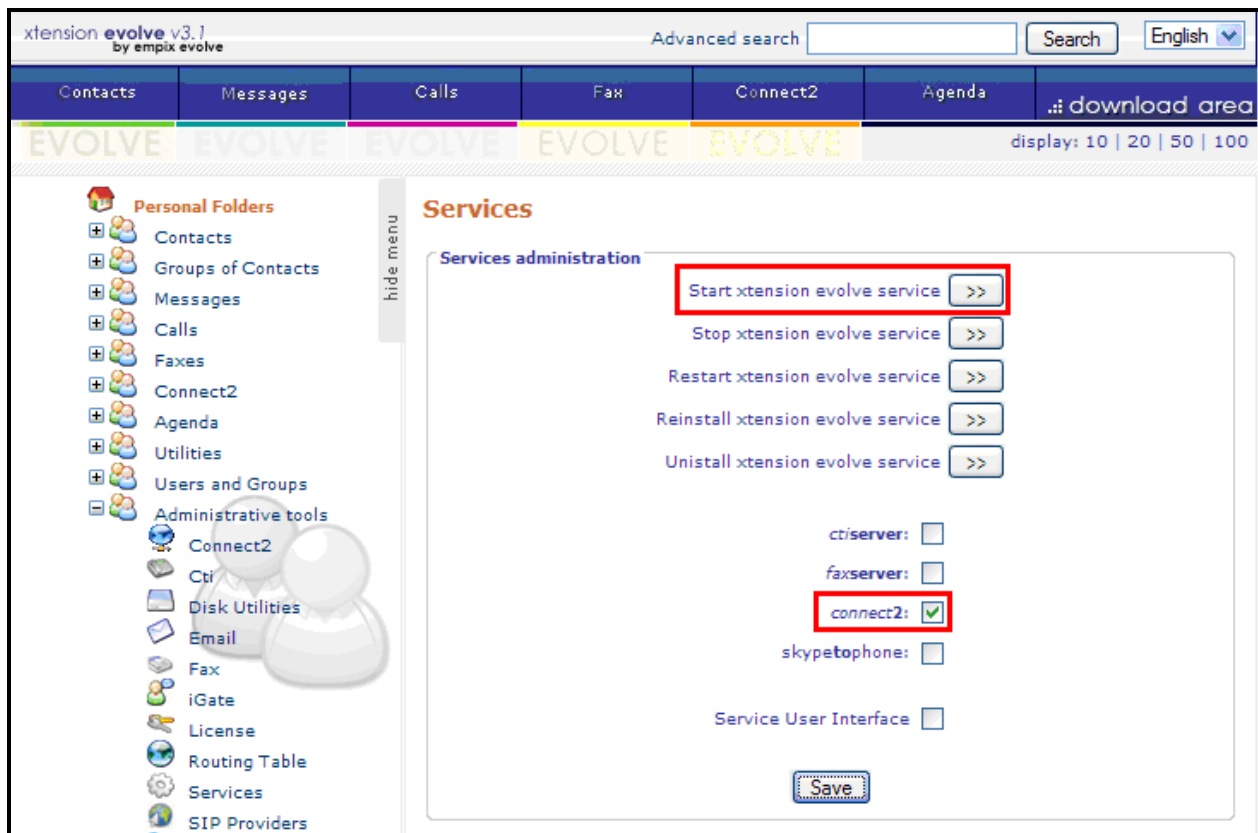 xtension evolve v3.1
by empix evolve
Advanced search
Search
English
Contacts
Messages
Calls
Fax
Connect2
Agenda
.:: download area
EVOLVE EVOLVE EVOLVE EVOLVE EVOLVE
display: 10 | 20 | 50 | 100
Personal Folders
Contacts
Groups of Contacts
Messages
Calls
Faxes
Connect2
Agenda
Utilities
Users and Groups
Administrative tools
Connect2
Cti
Disk Utilities
Email
Fax
iGate
License
Routing Table
Services
SIP Providers
hide menu
Services
Services administration
Start xtension evolve service >>
Stop xtension evolve service >>
Restart xtension evolve service >>
Reinstall xtension evolve service >>
Unistall xtension evolve service >>
ctiserver:
faxserver:
connect2:
skypetophone:
Service User Interface
Save